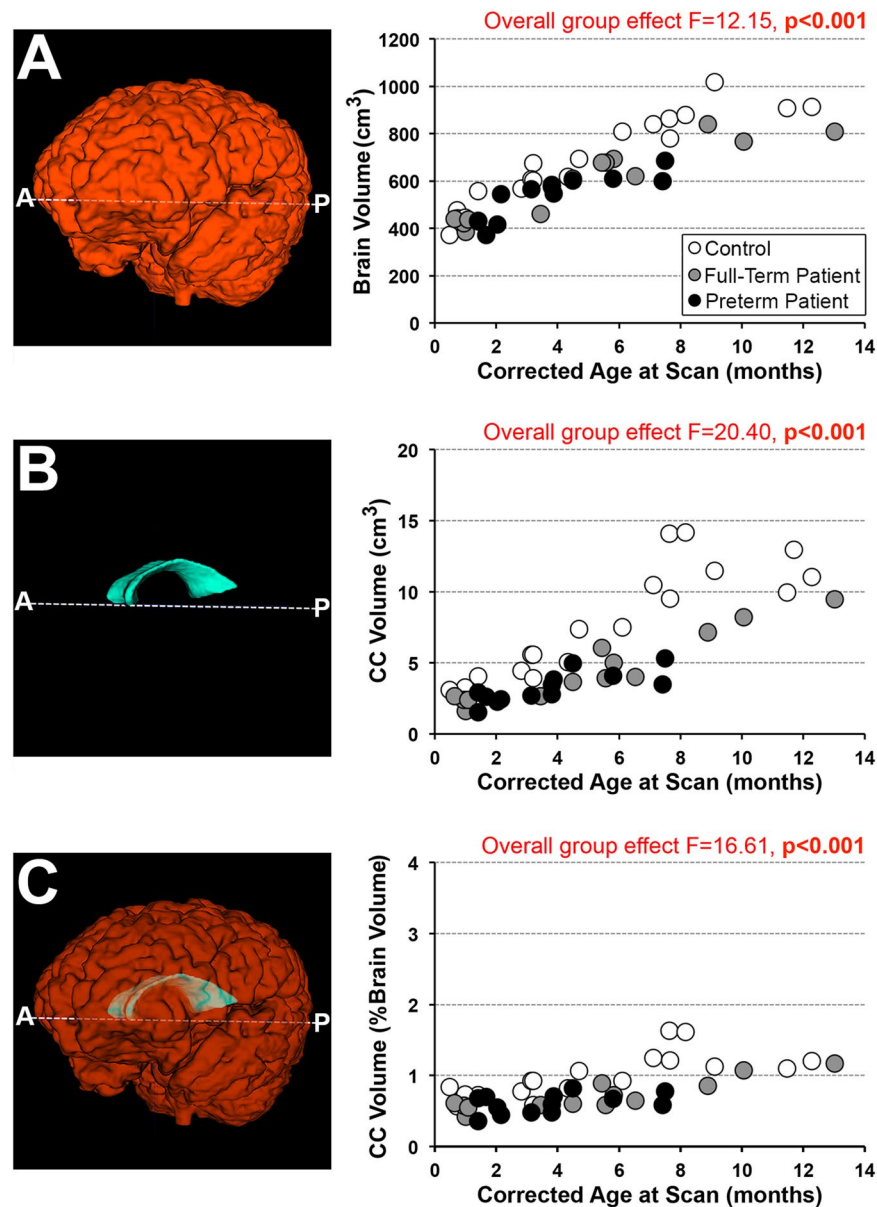 A
A
P
Overall group effect F=12.15, p<0.001
Brain Volume (cm³)
1200
1000
800
600
400
200
0
Control
Full-Term Patient
Preterm Patient
0 2 4 6 8 10 12 14
Corrected Age at Scan (months)
B
A
P
Overall group effect F=20.40, p<0.001
CC Volume (cm³)
20
15
10
5
0
0 2 4 6 8 10 12 14
Corrected Age at Scan (months)
C
A
P
Overall group effect F=16.61, p<0.001
CC Volume (%Brain Volume)
4
3
2
1
0
0 2 4 6 8 10 12 14
Corrected Age at Scan (months)